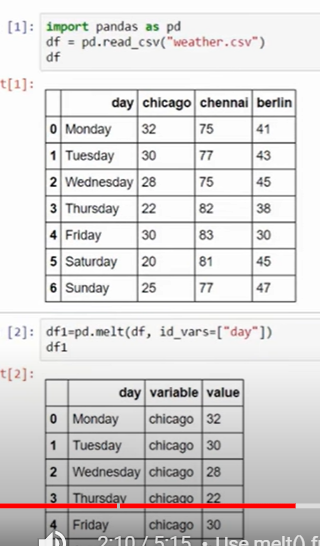 [1]: import pandas as pd
df = pd.read_csv("weather.csv")
df
t[1]:
day chicago chennai berlin
0 Monday 32 75 41
1 Tuesday 30 77 43
2 Wednesday 28 75 45
3 Thursday 22 82 38
4 Friday 30 83 30
5 Saturday 20 81 45
6 Sunday 25 77 47
[2]: df1=pd.melt(df, id_vars=["day"])
df1
t[2]:
day variable value
0 Monday chicago 32
1 Tuesday chicago 30
2 Wednesday chicago 28
3 Thursday chicago 22
4 Friday chicago 30
2:10 / 5:15 • Use melt()